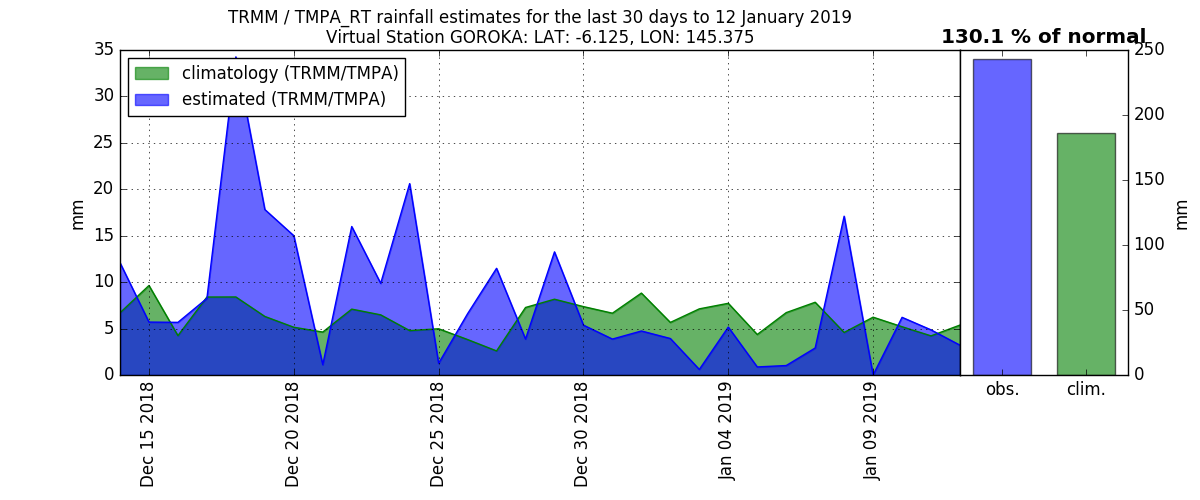 TRMM / TMPA_RT rainfall estimates for the last 30 days to 12 January 2019
Virtual Station GOROKA: LAT: -6.125, LON: 145.375
130.1 % of normal
climatology (TRMM/TMPA)
estimated (TRMM/TMPA)
mm
35
30
25
20
15
10
5
0
Dec 15 2018
Dec 20 2018
Dec 25 2018
Dec 30 2018
Jan 04 2019
Jan 09 2019
obs.
clim.
250
200
150
100
50
0
mm